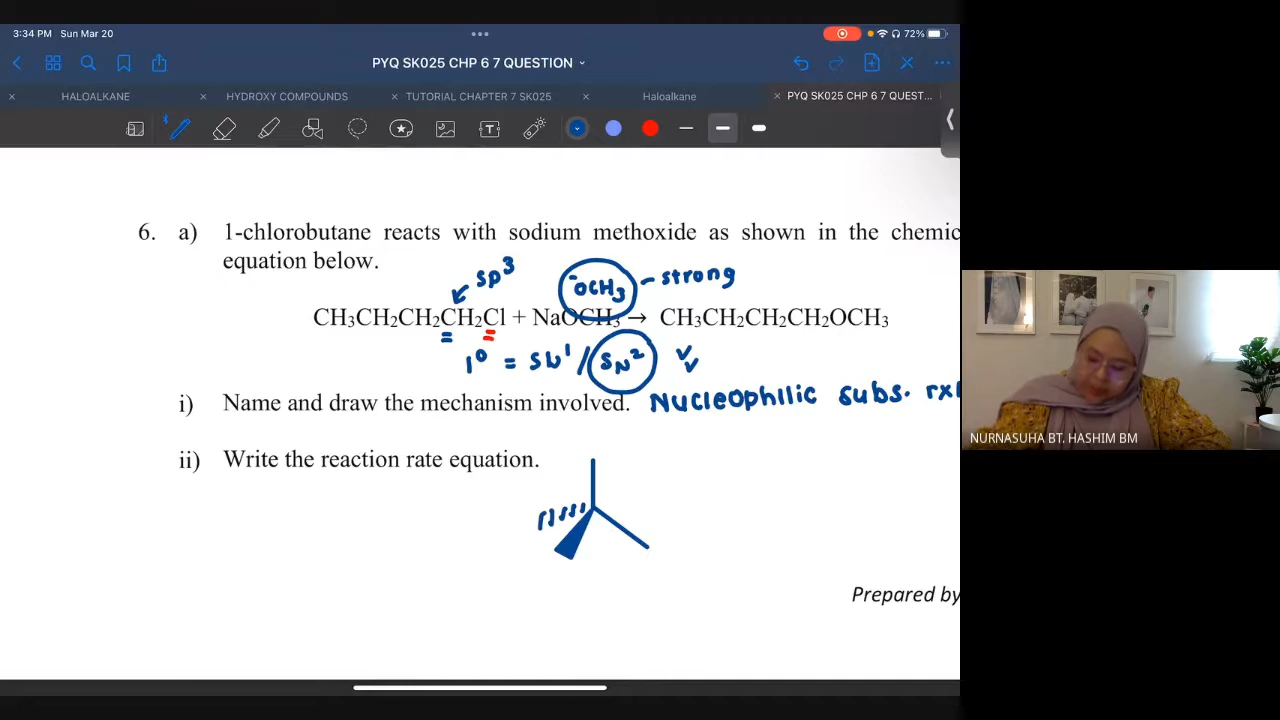 3:34 PM Sun Mar 20
72%
PYQ SK025 CHP 6 7 QUESTION
HALOALKANE
HYDROXY COMPOUNDS
TUTORIAL CHAPTER 7 SK025
Haloalkane
PYQ SK025 CHP 6 7 QUEST...
6. a) 1-chlorobutane reacts with sodium methoxide as shown in the chemic
equation below.
sp³
⁻OCH₃ - strong
CH₃CH₂CH₂CH₂Cl + NaOCH₃ → CH₃CH₂CH₂CH₂OCH₃
1° = SN¹ // SN²
i) Name and draw the mechanism involved. Nucleophilic subs. rx
ii) Write the reaction rate equation.
Prepared by
NURNASUHA BT. HASHIM BM